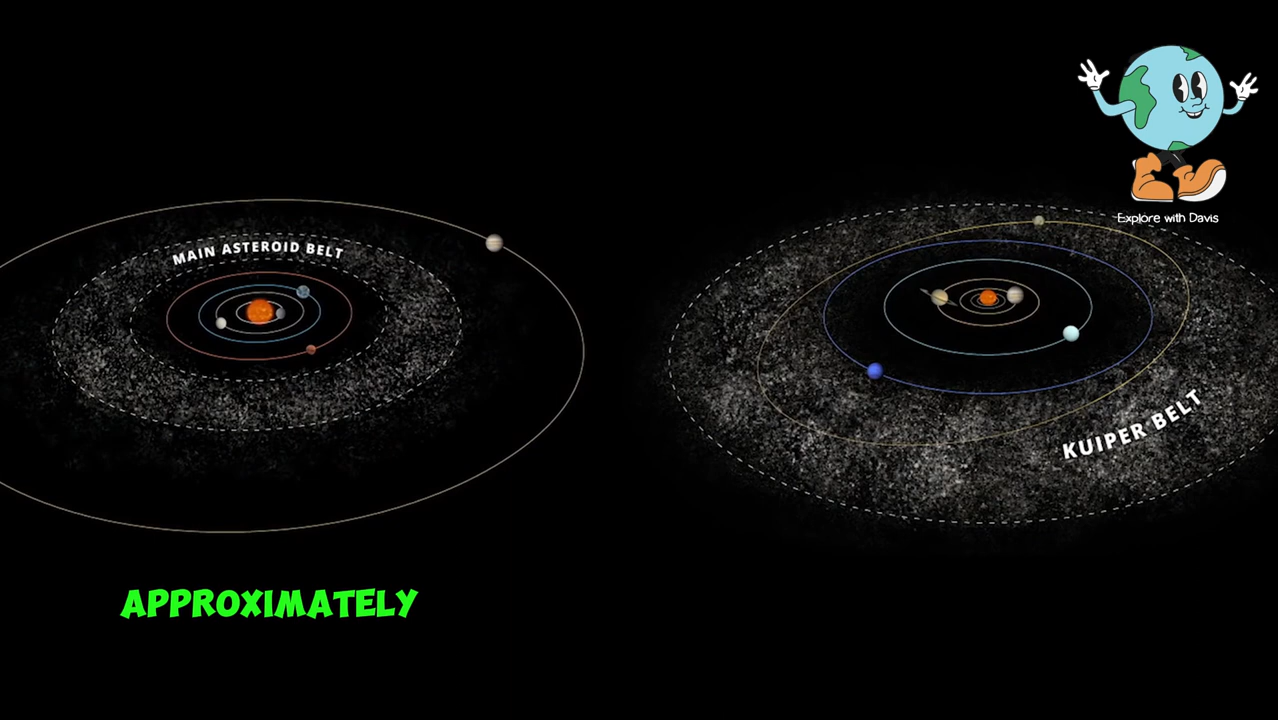 MAIN ASTEROID BELT
Explore with Davis
KUIPER BELT
APPROXIMATELY